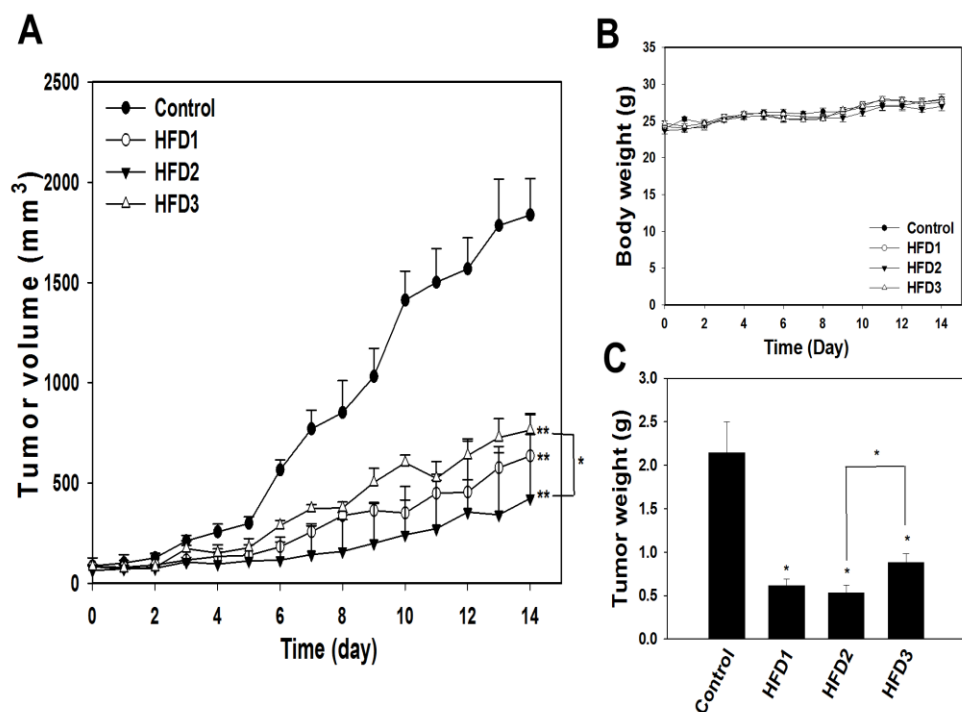 A
2500
2000
1500
1000
500
0
Tumor volume (mm³)
Control
HFD1
HFD2
HFD3
**
**
**
*
0 2 4 6 8 10 12 14
Time (day)
B
35
30
25
20
15
10
5
0
Body weight (g)
Control
HFD1
HFD2
HFD3
0 2 4 6 8 10 12 14
Time (Day)
C
3.0
2.5
2.0
1.5
1.0
0.5
0.0
Tumor weight (g)
*
* * *
Control HFD1 HFD2 HFD3